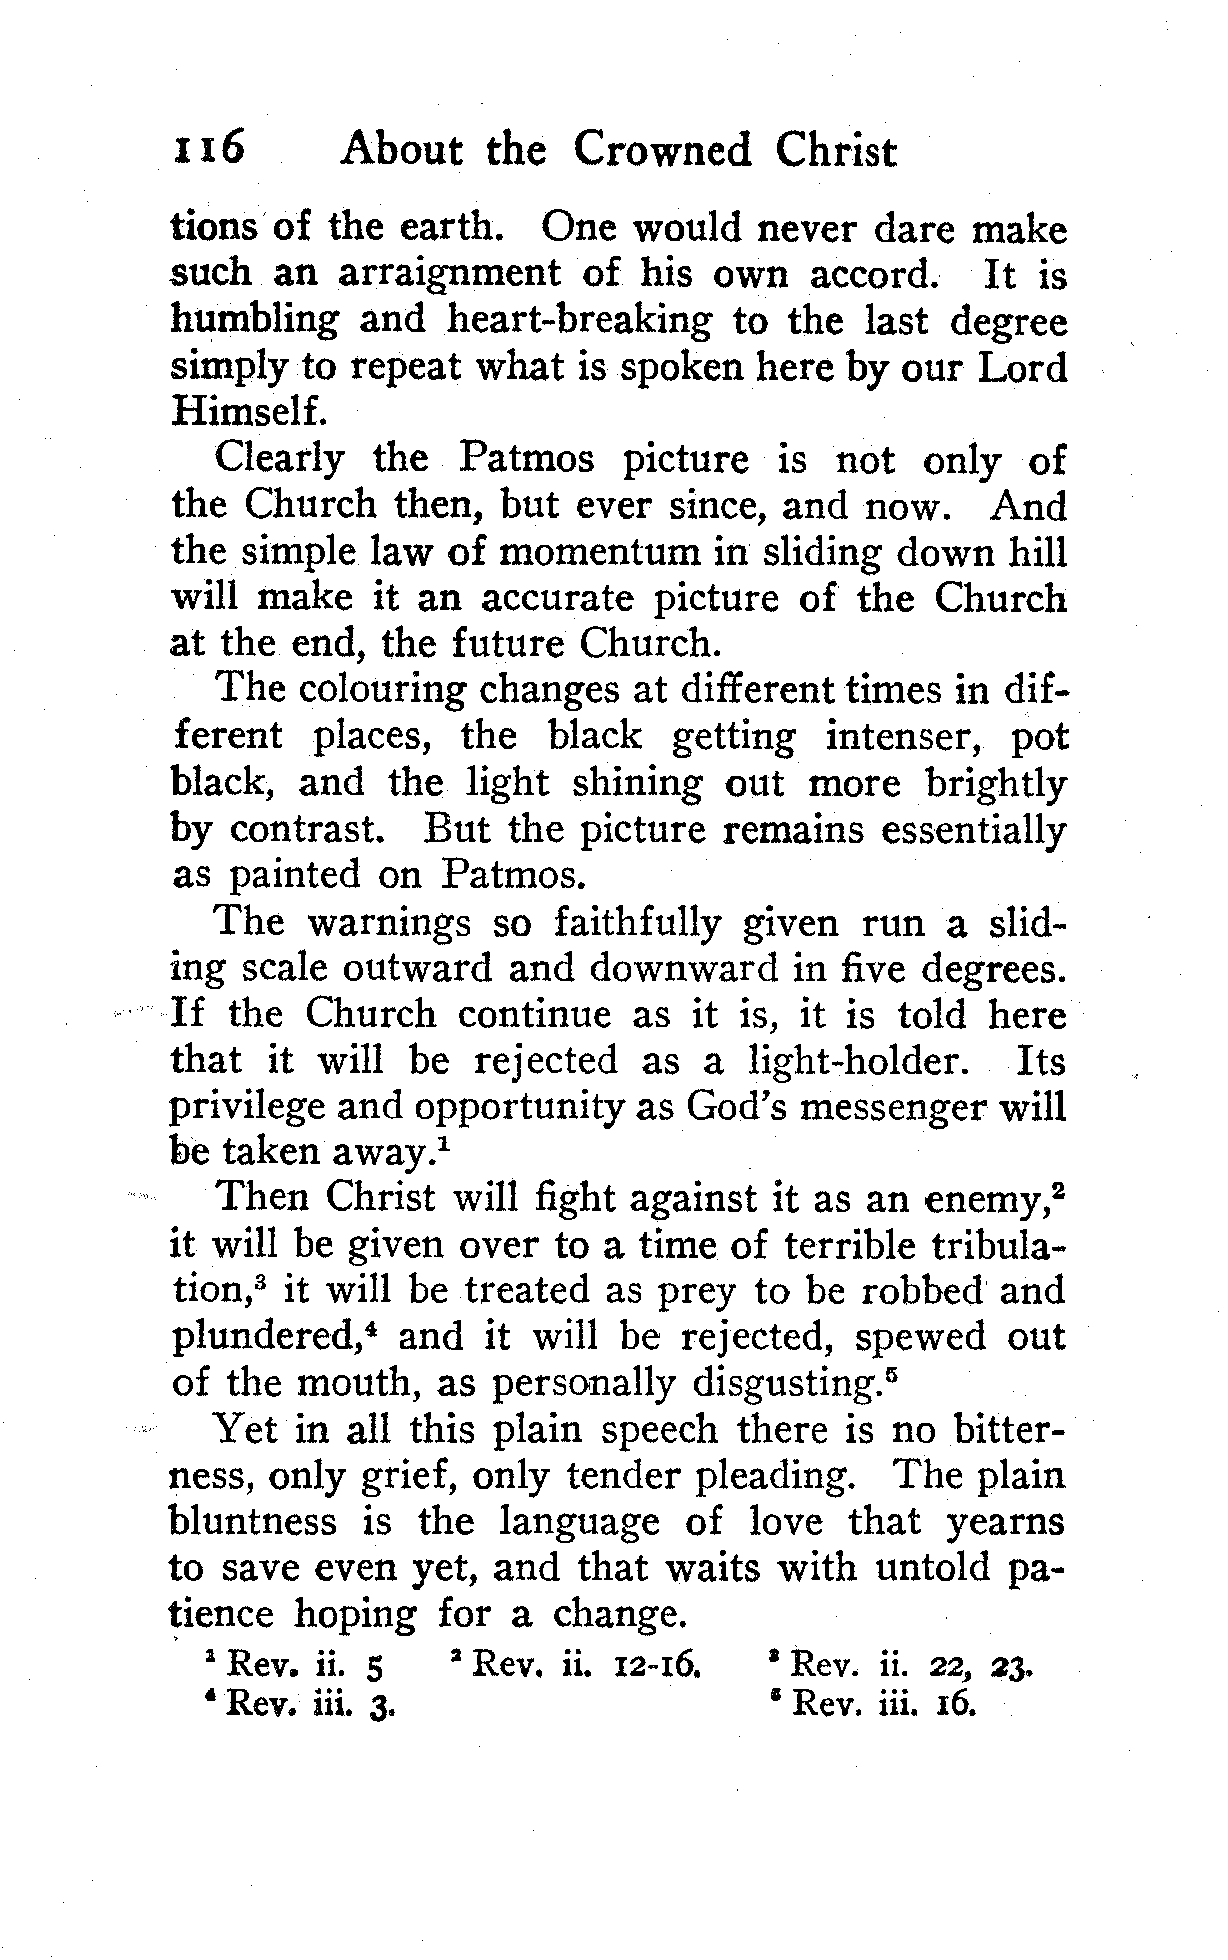 116 About the Crowned Christ
tions of the earth. One would never dare make
such an arraignment of his own accord. It is
humbling and heart-breaking to the last degree
simply to repeat what is spoken here by our Lord
Himself.
Clearly the Patmos picture is not only of
the Church then, but ever since, and now. And
the simple law of momentum in sliding down hill
will make it an accurate picture of the Church
at the end, the future Church.
The colouring changes at different times in dif-
ferent places, the black getting intenser, pot
black, and the light shining out more brightly
by contrast. But the picture remains essentially
as painted on Patmos.
The warnings so faithfully given run a slid-
ing scale outward and downward in five degrees.
If the Church continue as it is, it is told here
that it will be rejected as a light-holder. Its
privilege and opportunity as God's messenger will
be taken away.¹
Then Christ will fight against it as an enemy,²
it will be given over to a time of terrible tribula-
tion,³ it will be treated as prey to be robbed and
plundered,⁴ and it will be rejected, spewed out
of the mouth, as personally disgusting.⁵
Yet in all this plain speech there is no bitter-
ness, only grief, only tender pleading. The plain
bluntness is the language of love that yearns
to save even yet, and that waits with untold pa-
tience hoping for a change.
¹ Rev. ii. 5 ² Rev. ii. 12-16. ³ Rev. ii. 22, 23.
⁴ Rev. iii. 3. ⁵ Rev. iii. 16.